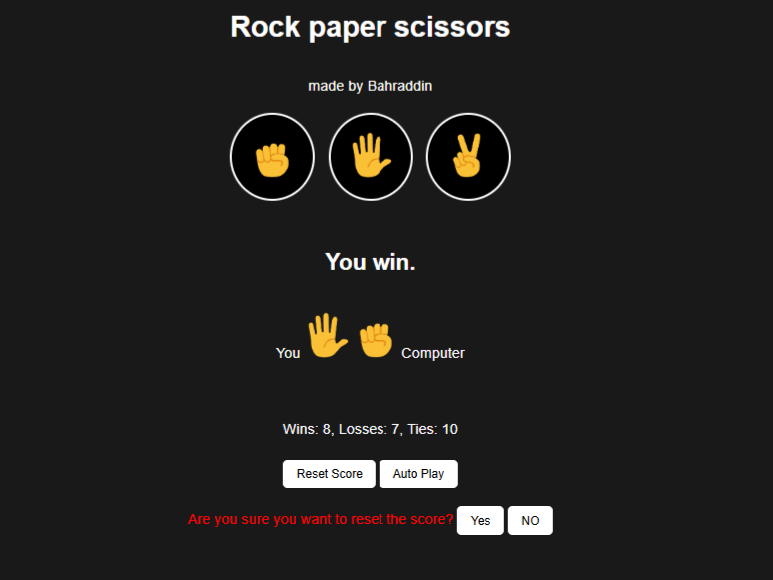 Rock paper scissors
made by Bahraddin
You win.
You Computer
Wins: 8, Losses: 7, Ties: 10
Reset Score Auto Play
Are you sure you want to reset the score? Yes NO